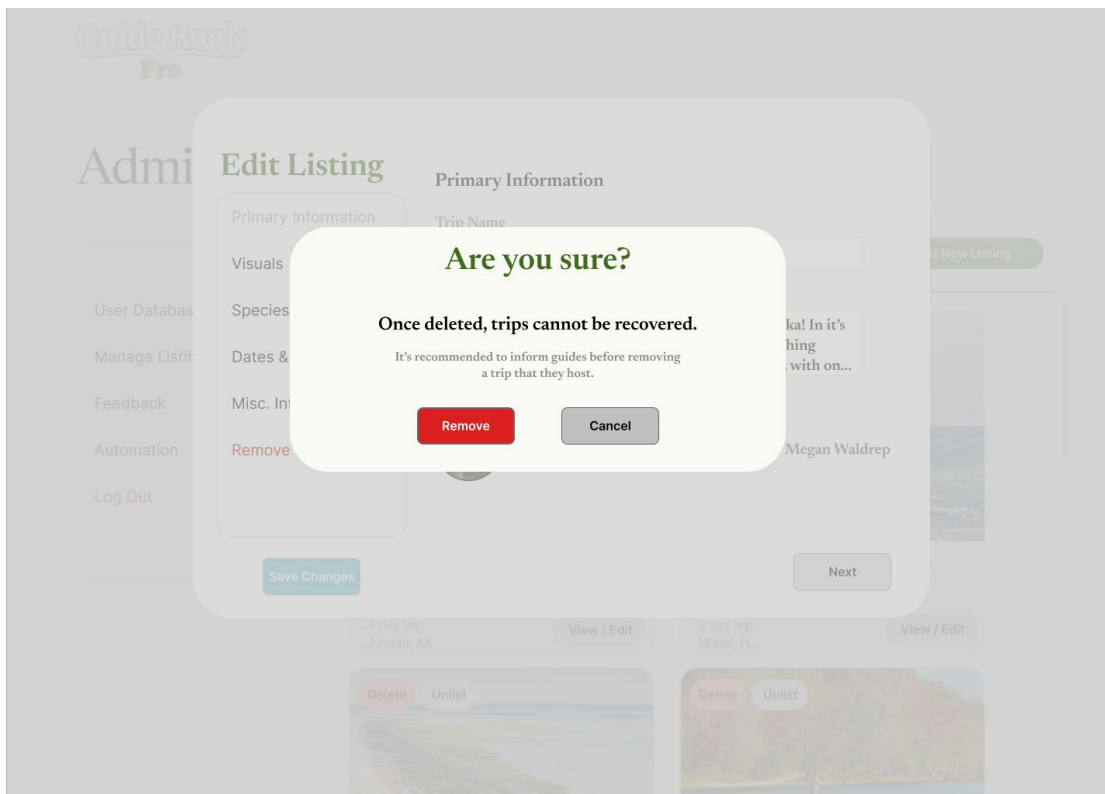 Guide Book
Pro
Admi
Edit Listing
Primary Information
Visuals
Species
Dates &
Misc. In
Remove
Save Changes
Primary Information
Trip Name
Are you sure?
Once deleted, trips cannot be recovered.
It's recommended to inform guides before removing
a trip that they host.
Remove
Cancel
ka! In it's
hing
with on...
Megan Waldrep
Next
New Listing
User Databas
Manage Listin
Feedback
Automation
Log Out
3 day trip
Juneau, AK
View / Edit
2 day trip
Miami, FL
View / Edit
Delete
Unlist
Delete
Unlist